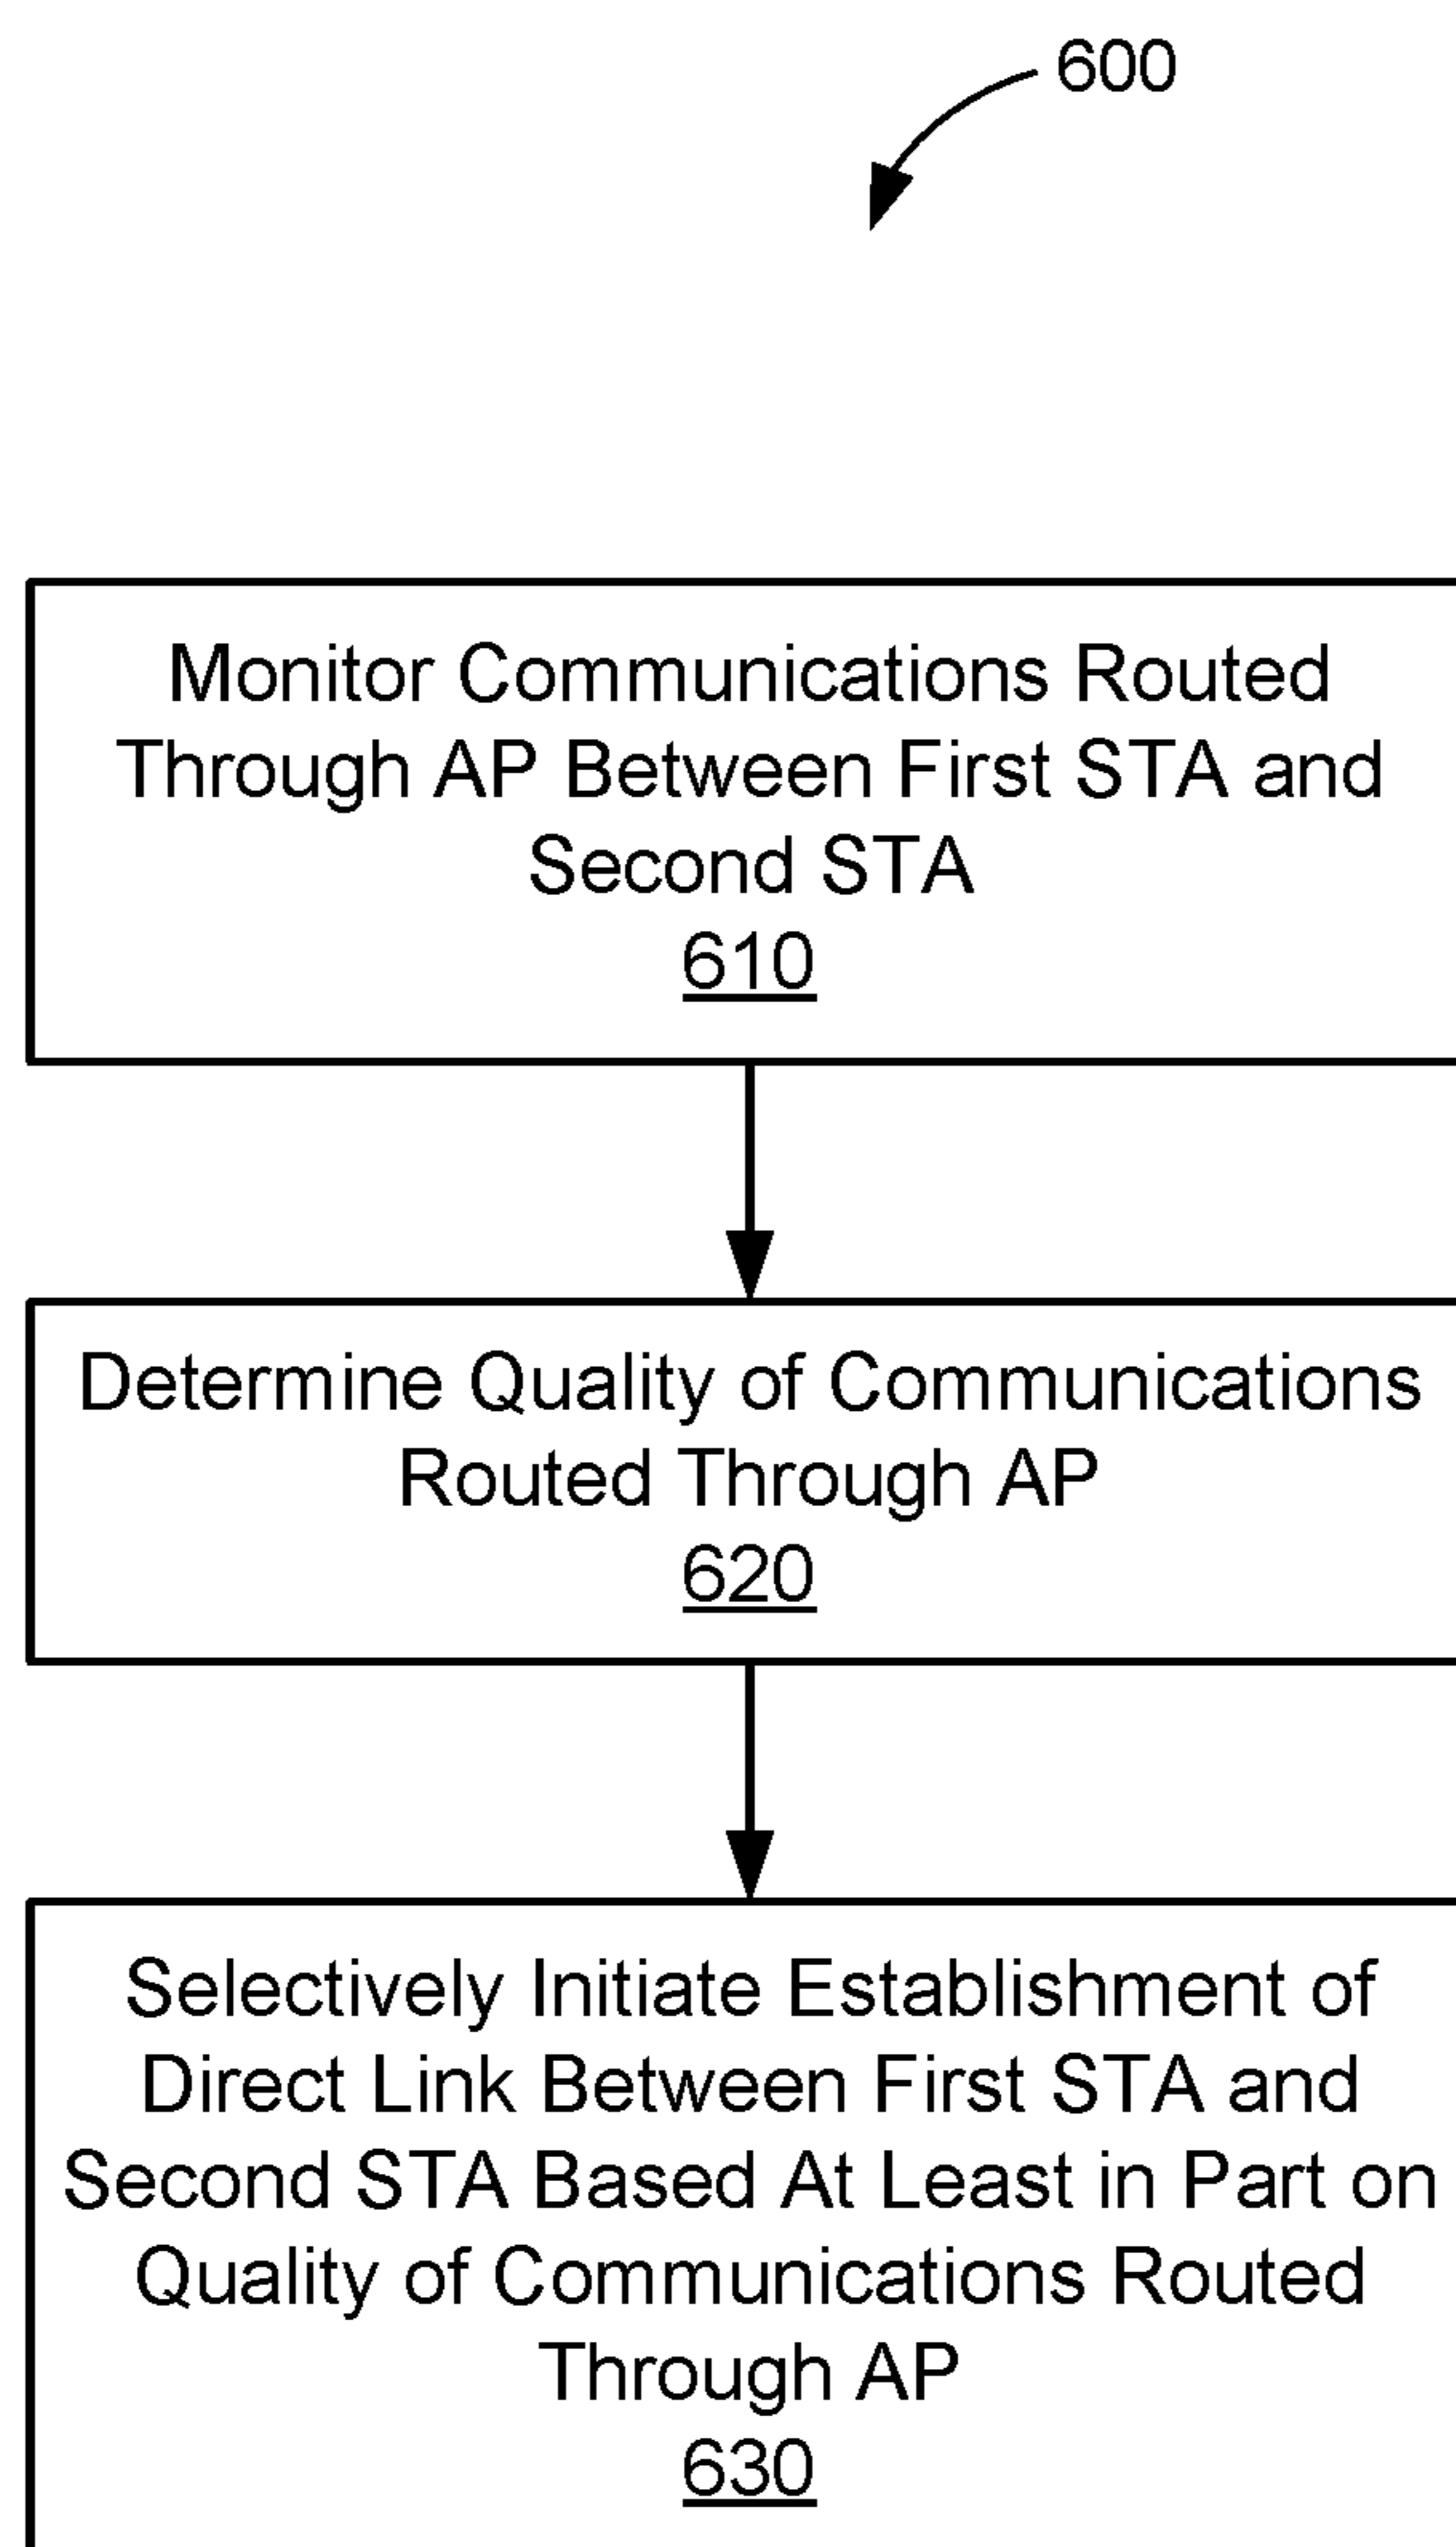 600
Monitor Communications Routed
Through AP Between First STA and
Second STA
610
Determine Quality of Communications
Routed Through AP
620
Selectively Initiate Establishment of
Direct Link Between First STA and
Second STA Based At Least in Part on
Quality of Communications Routed
Through AP
630